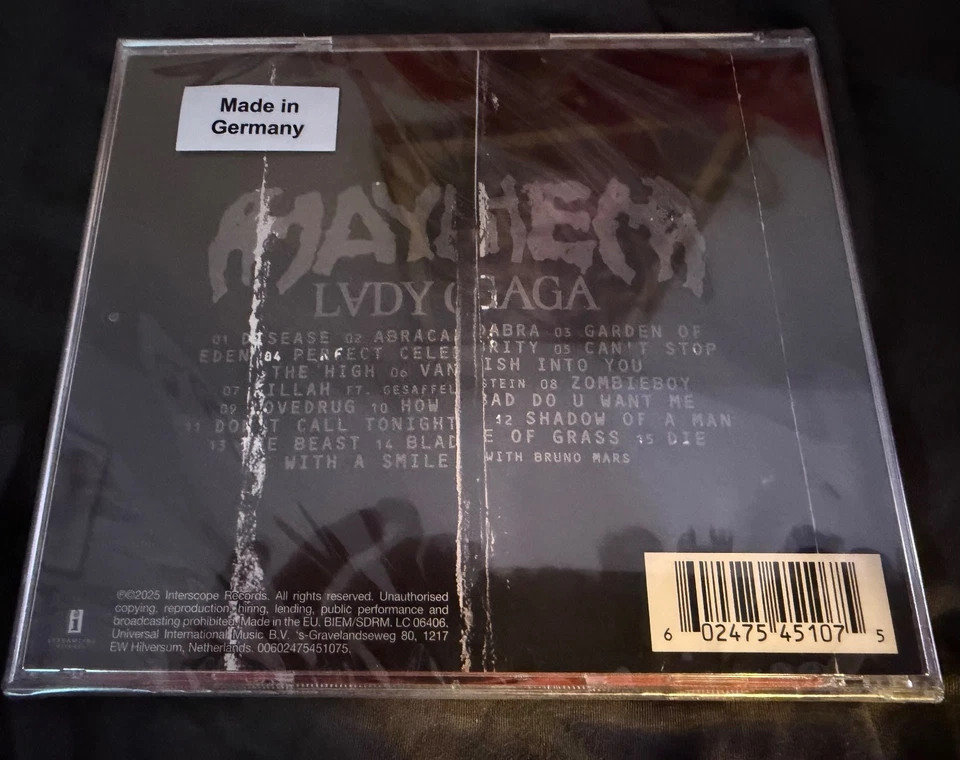 Made in
Germany
MAYHEM
LADY GAGA
01 DISEASE 02 ABRACADABRA 03 GARDEN OF
EDEN 04 PERFECT CELEBRITY 05 CAN'T STOP
THE HIGH 06 VANISH INTO YOU
07 KILLAH FT. GESAFFELSTEIN 08 ZOMBIEBOY
09 LOVEDRUG 10 HOW BAD DO U WANT ME
11 DON'T CALL TONIGHT 12 SHADOW OF A MAN
13 THE BEAST 14 BLADE OF GRASS 15 DIE
WITH A SMILE WITH BRUNO MARS
℗©2025 Interscope Records. All rights reserved. Unauthorised
copying, reproduction, hiring, lending, public performance and
broadcasting prohibited. Made in the EU. BIEM/SDRM. LC 06406.
Universal International Music B.V. 's-Gravelandseweg 80, 1217
EW Hilversum, Netherlands. 00602475451075.
6 02475 45107 5